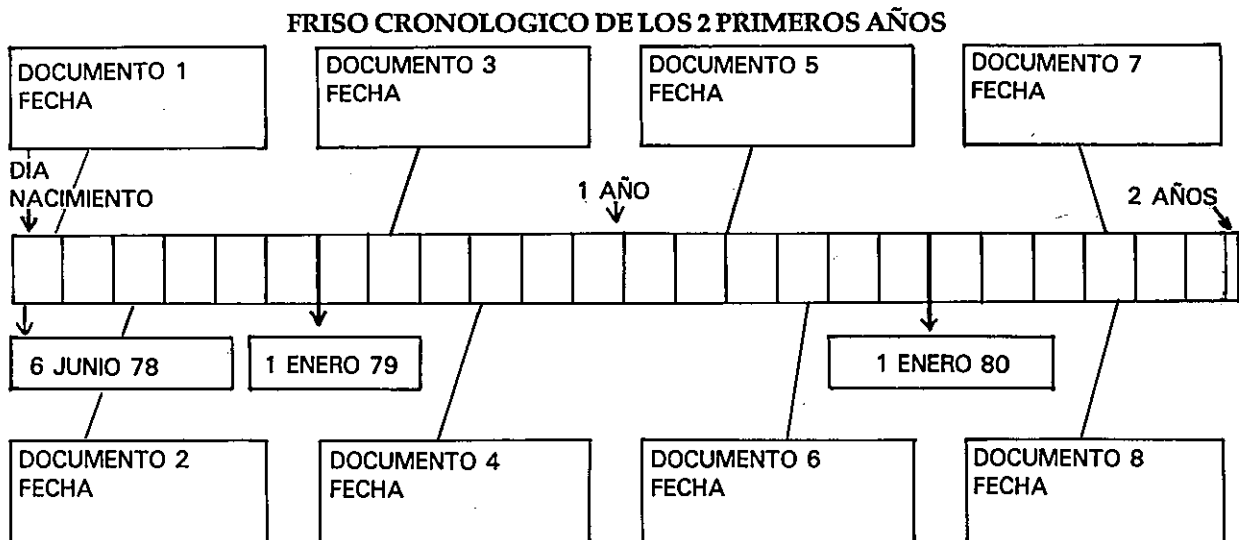 FRISO CRONOLOGICO DE LOS 2 PRIMEROS AÑOS
DOCUMENTO 1
FECHA
DOCUMENTO 3
FECHA
DOCUMENTO 5
FECHA
DOCUMENTO 7
FECHA
DIA
NACIMIENTO
1 AÑO
2 AÑOS
6 JUNIO 78
1 ENERO 79
1 ENERO 80
DOCUMENTO 2
FECHA
DOCUMENTO 4
FECHA
DOCUMENTO 6
FECHA
DOCUMENTO 8
FECHA